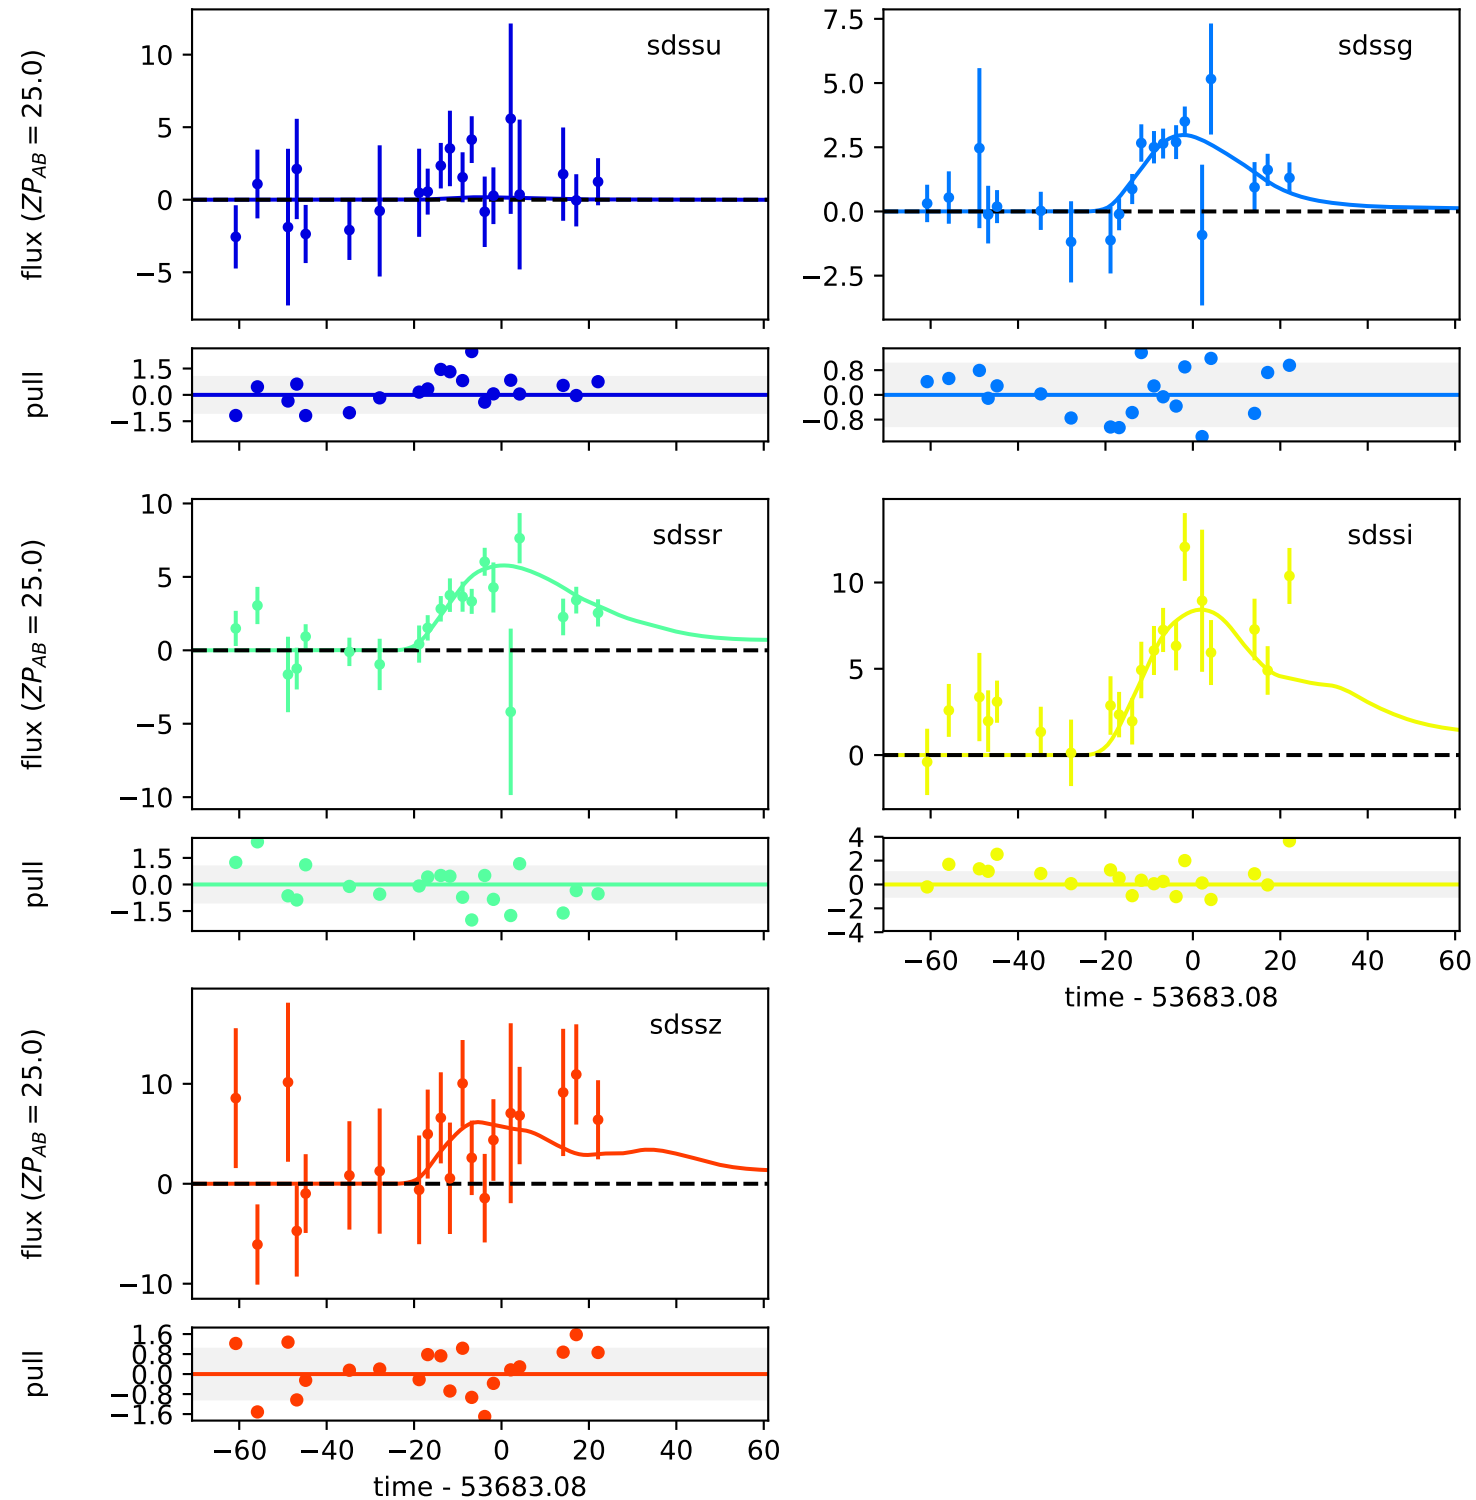 sdssu
flux (ZP_AB = 25.0)
10
5
0
−5
sdssg
7.5
5.0
2.5
0.0
−2.5
pull
1.5
0.0
−1.5
0.8
0.0
−0.8
sdssr
flux (ZP_AB = 25.0)
10
5
0
−5
−10
sdssi
10
5
0
pull
1.5
0.0
−1.5
4
2
0
−2
−4
−60 −40 −20 0 20 40 60
time - 53683.08
sdssz
flux (ZP_AB = 25.0)
10
0
−10
pull
1.6
0.8
0.0
−0.8
−1.6
−60 −40 −20 0 20 40 60
time - 53683.08